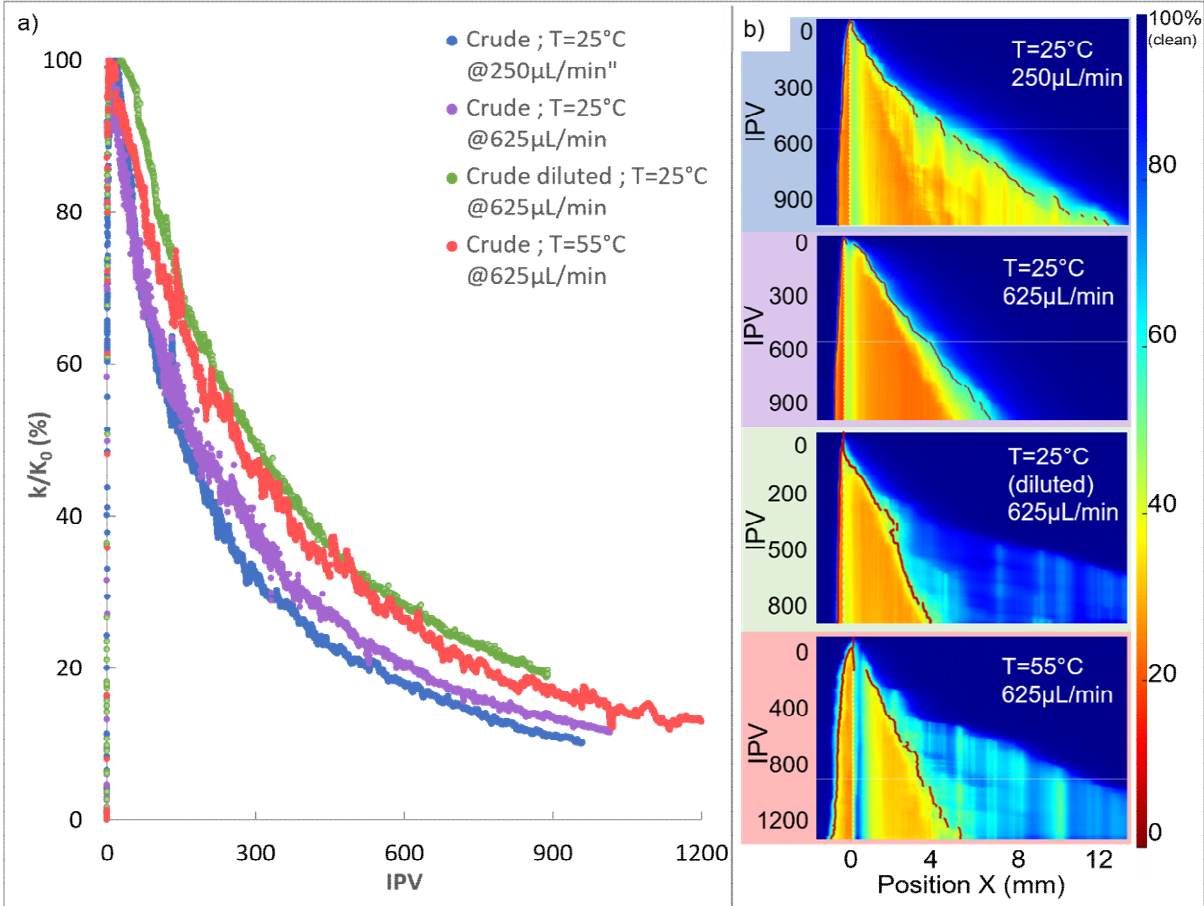 a)
100
80
60
40
20
0
k/K0 (%)
0
300
600
900
1200
IPV
Crude ; T=25°C
@250µL/min"
Crude ; T=25°C
@625µL/min
Crude diluted ; T=25°C
@625µL/min
Crude ; T=55°C
@625µL/min
b)
T=25°C
250µL/min
IPV
0
300
600
900
T=25°C
625µL/min
IPV
0
300
600
900
T=25°C
(diluted)
625µL/min
IPV
0
200
500
800
T=55°C
625µL/min
IPV
0
400
800
1200
0
4
8
12
Position X (mm)
100%
(clean)
80
60
40
20
0